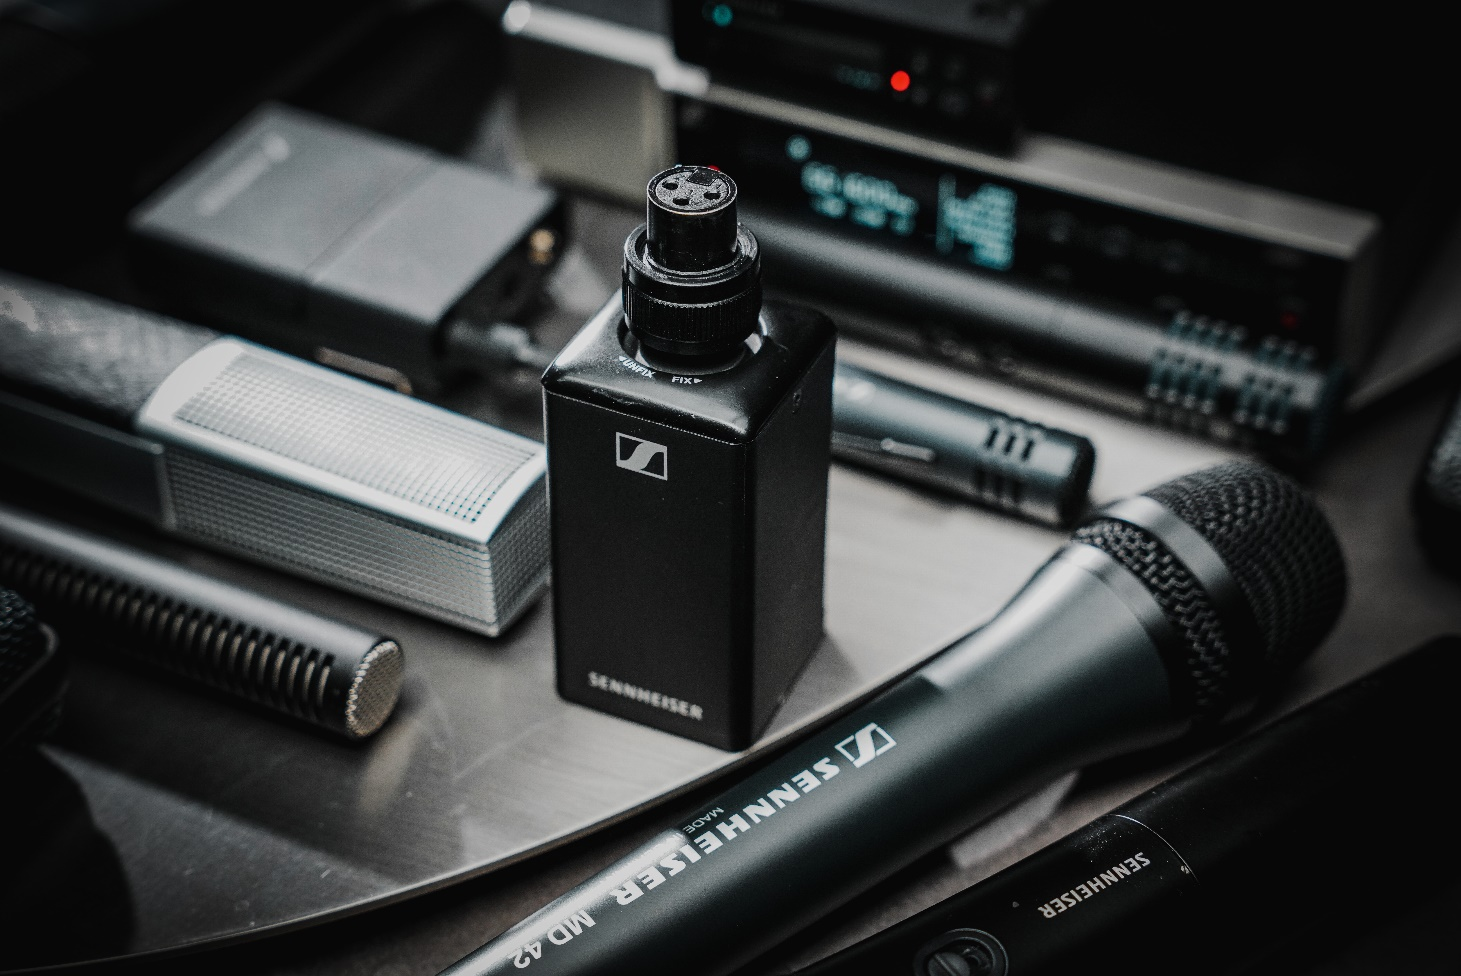 ◀UNFIX FIX▶
SENNHEISER
SENNHEISER
MADE
MD 42
SENNHEISER